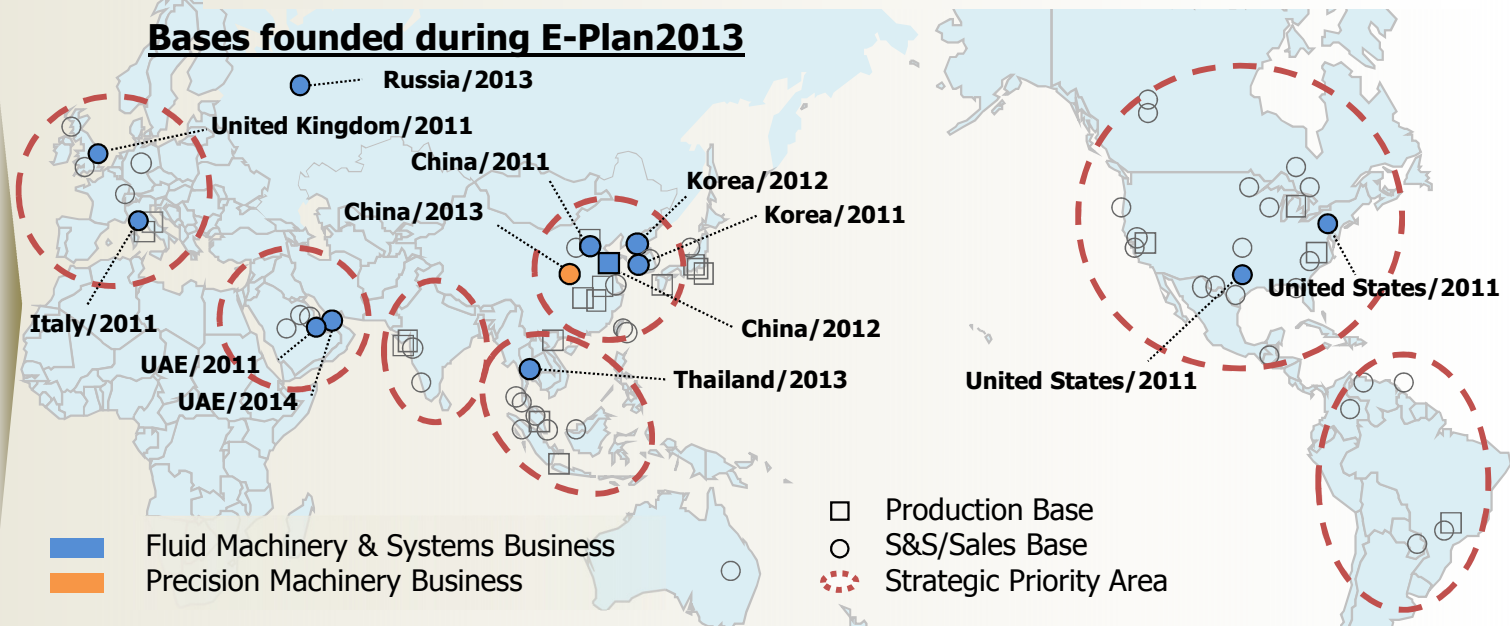 Bases founded during E-Plan2013
Russia/2013
United Kingdom/2011
China/2011
Korea/2012
China/2013
Korea/2011
Italy/2011
United States/2011
China/2012
UAE/2011
Thailand/2013
United States/2011
UAE/2014
Fluid Machinery & Systems Business
Precision Machinery Business
Production Base
S&S/Sales Base
Strategic Priority Area